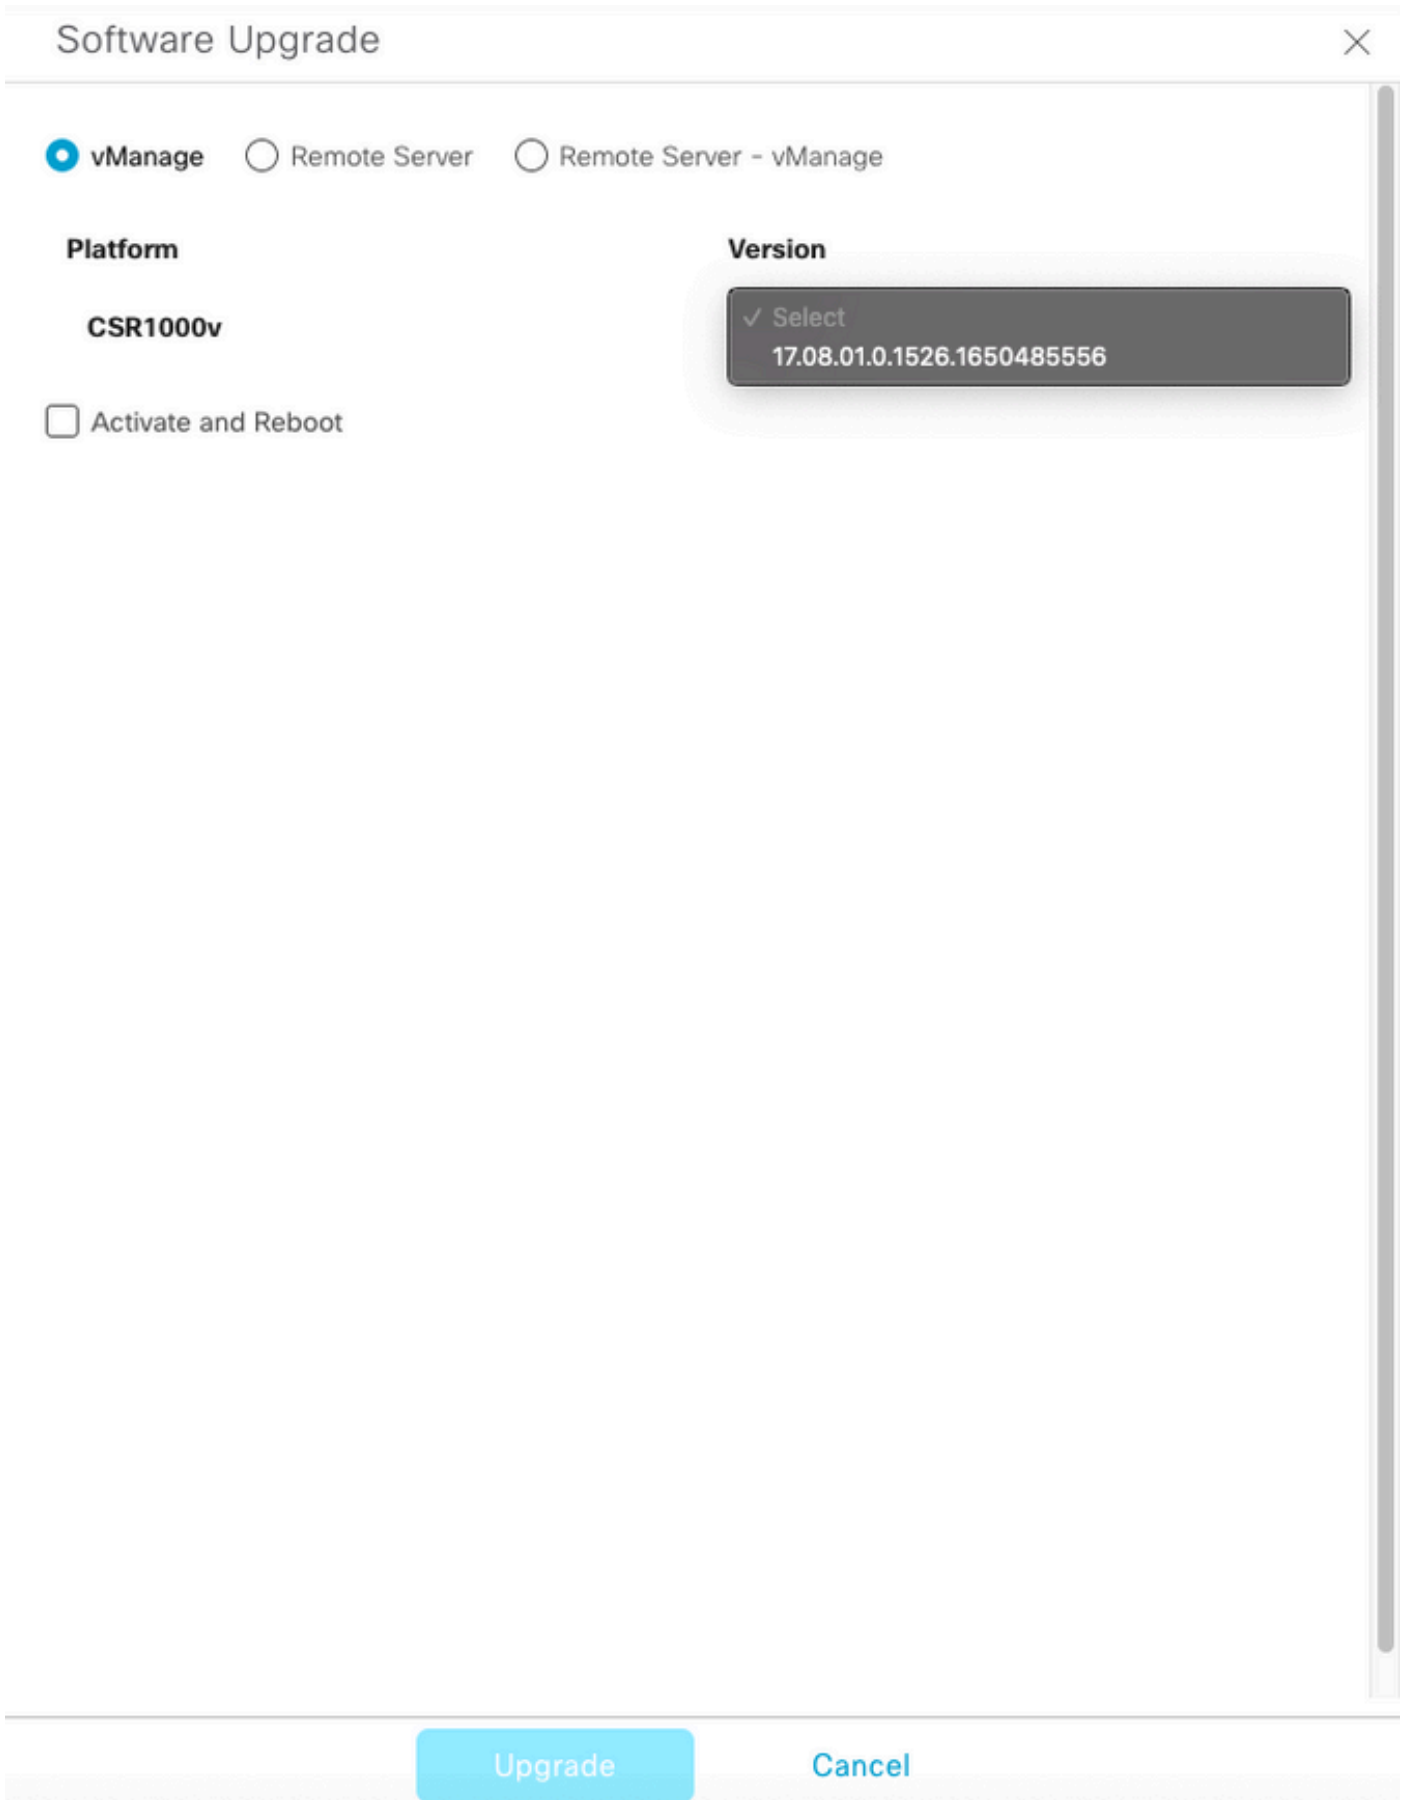 Software Upgrade
vManage Remote Server Remote Server - vManage
Platform Version
CSR1000v
✓ Select
17.08.01.0.1526.1650485556
Activate and Reboot
Upgrade Cancel